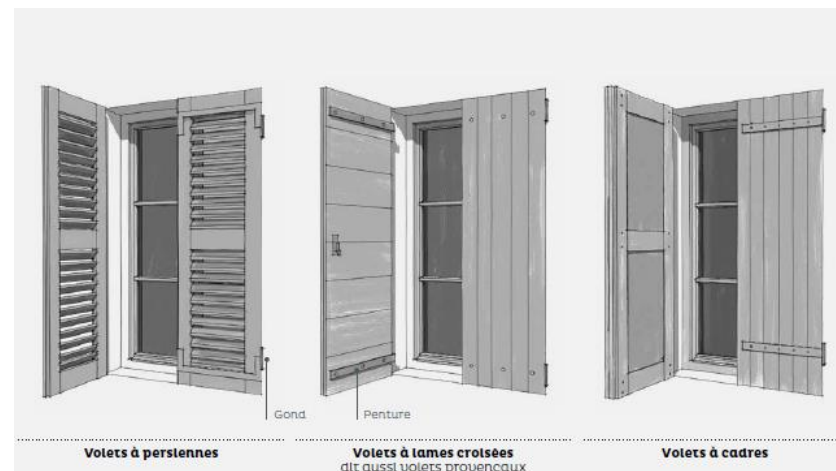 Gond
Penture
Volets à persiennes
Volets à lames croisées
dit aussi volets provençaux
Volets à cadres